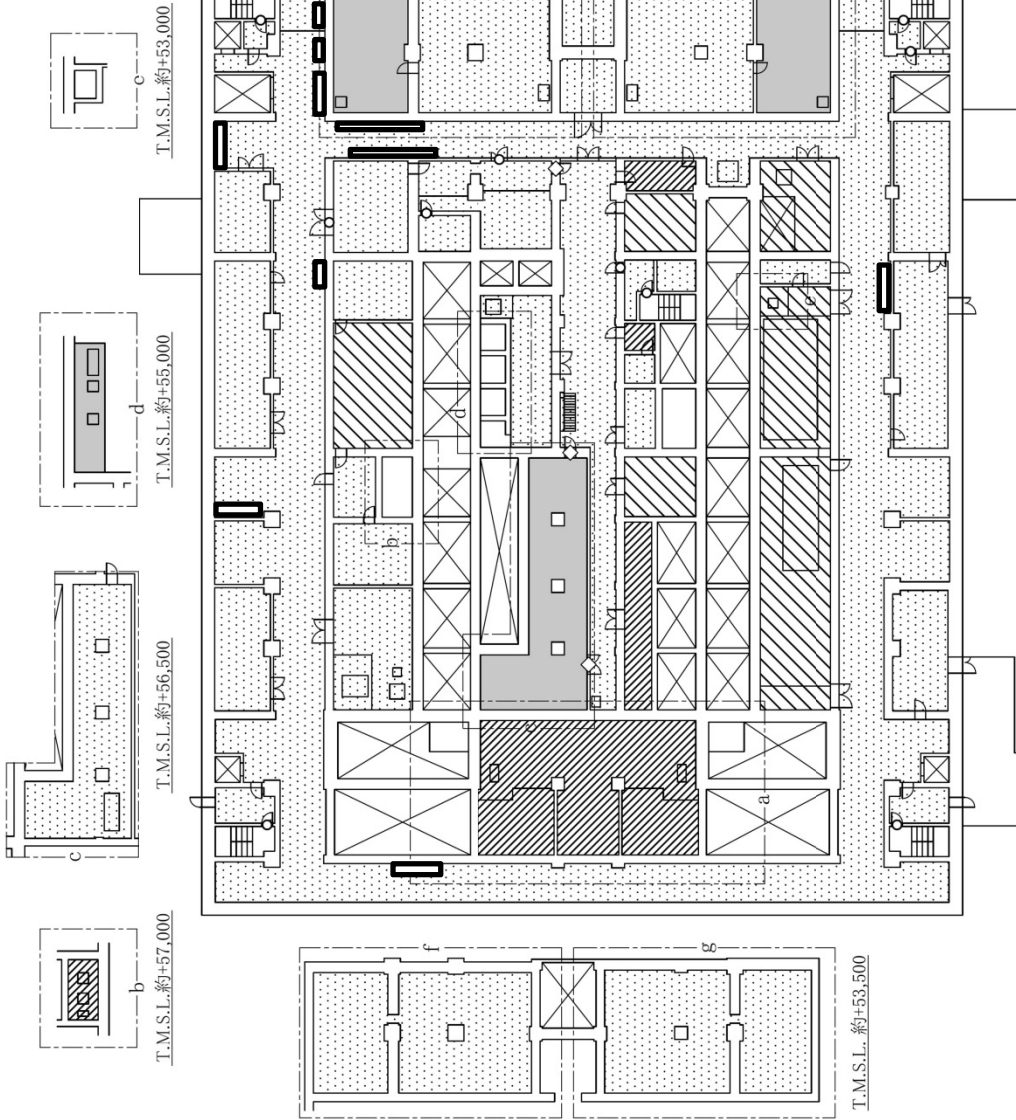 b
T.M.S.L.約+57,000
c
T.M.S.L.約+56,500
d
T.M.S.L.約+55,000
e
T.M.S.L.約+53,000
f
g
T.M.S.L. 約+53,500
b
d
c
a
e